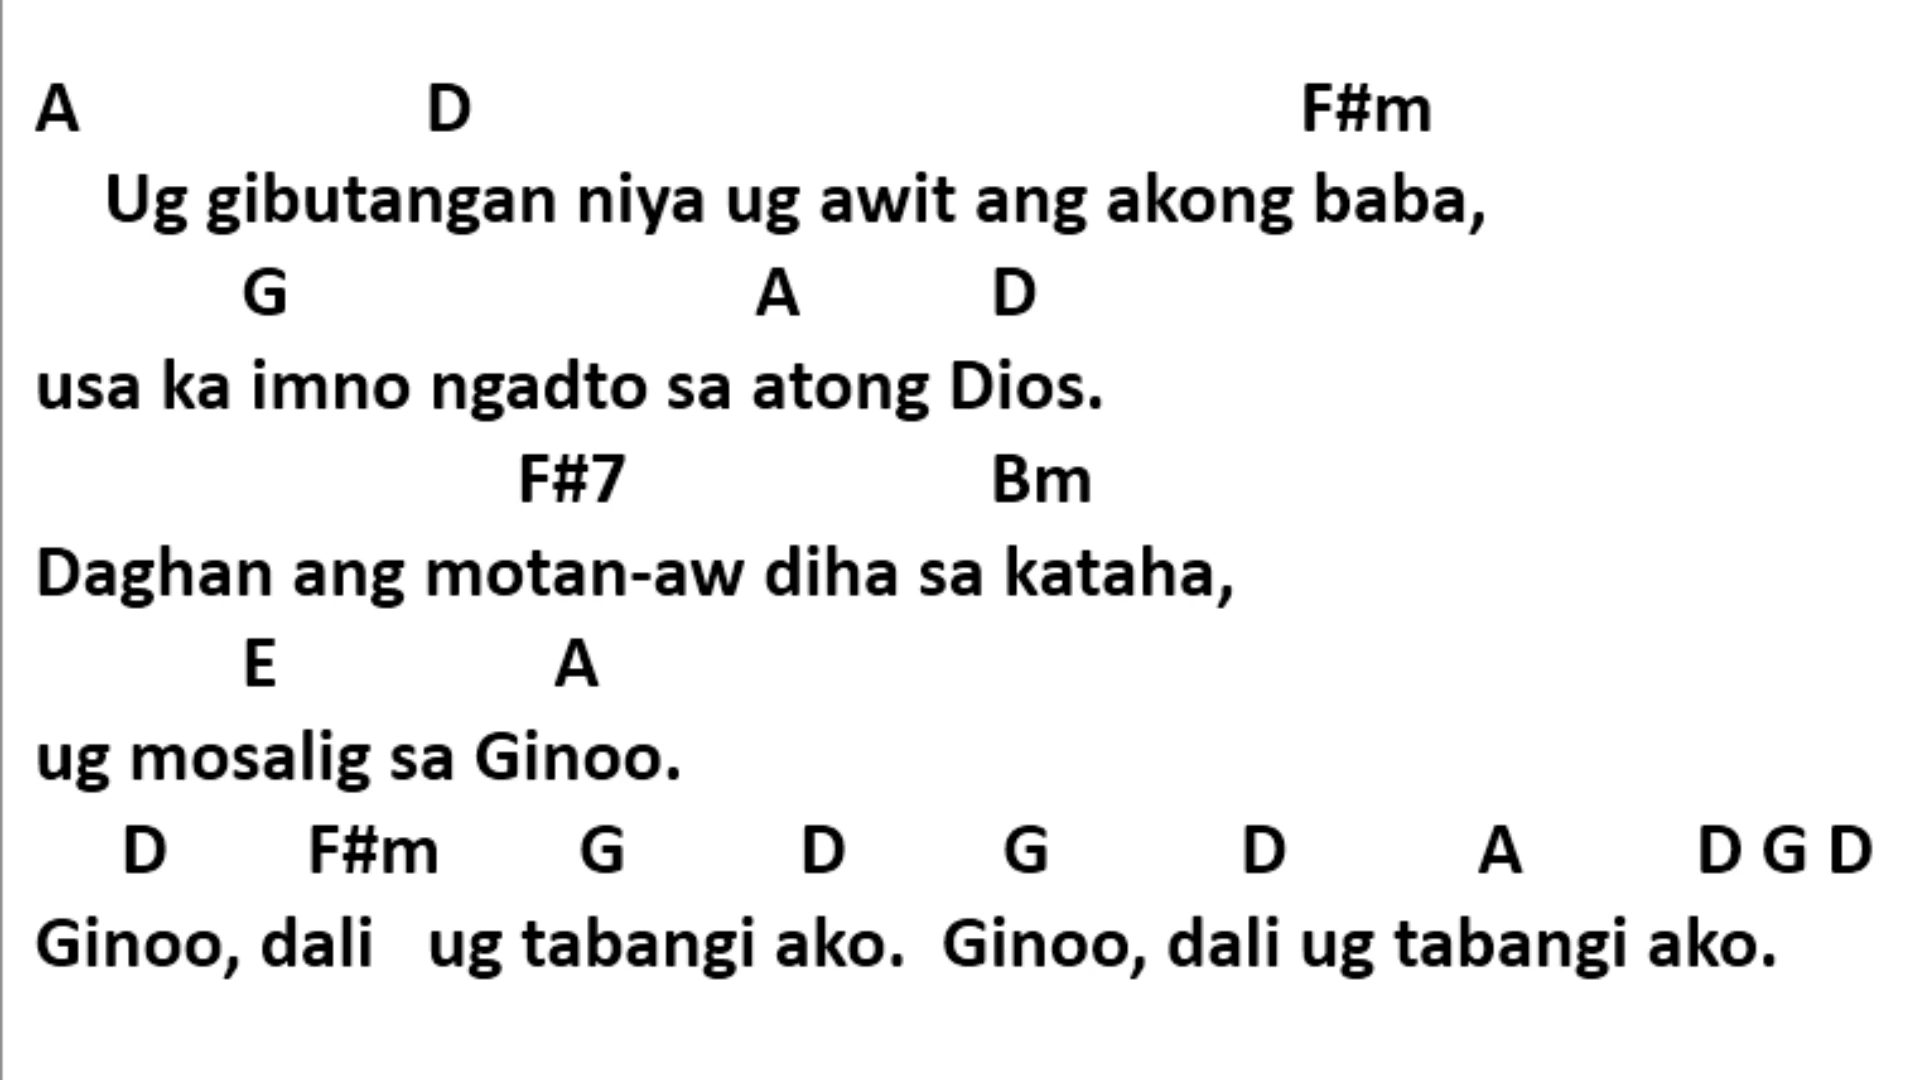 A D F#m
Ug gibutangan niya ug awit ang akong baba,
G A D
usa ka imno ngadto sa atong Dios.
F#7 Bm
Daghan ang motan-aw diha sa kataha,
E A
ug mosalig sa Ginoo.
D F#m G D G D A D G D
Ginoo, dali ug tabangi ako. Ginoo, dali ug tabangi ako.